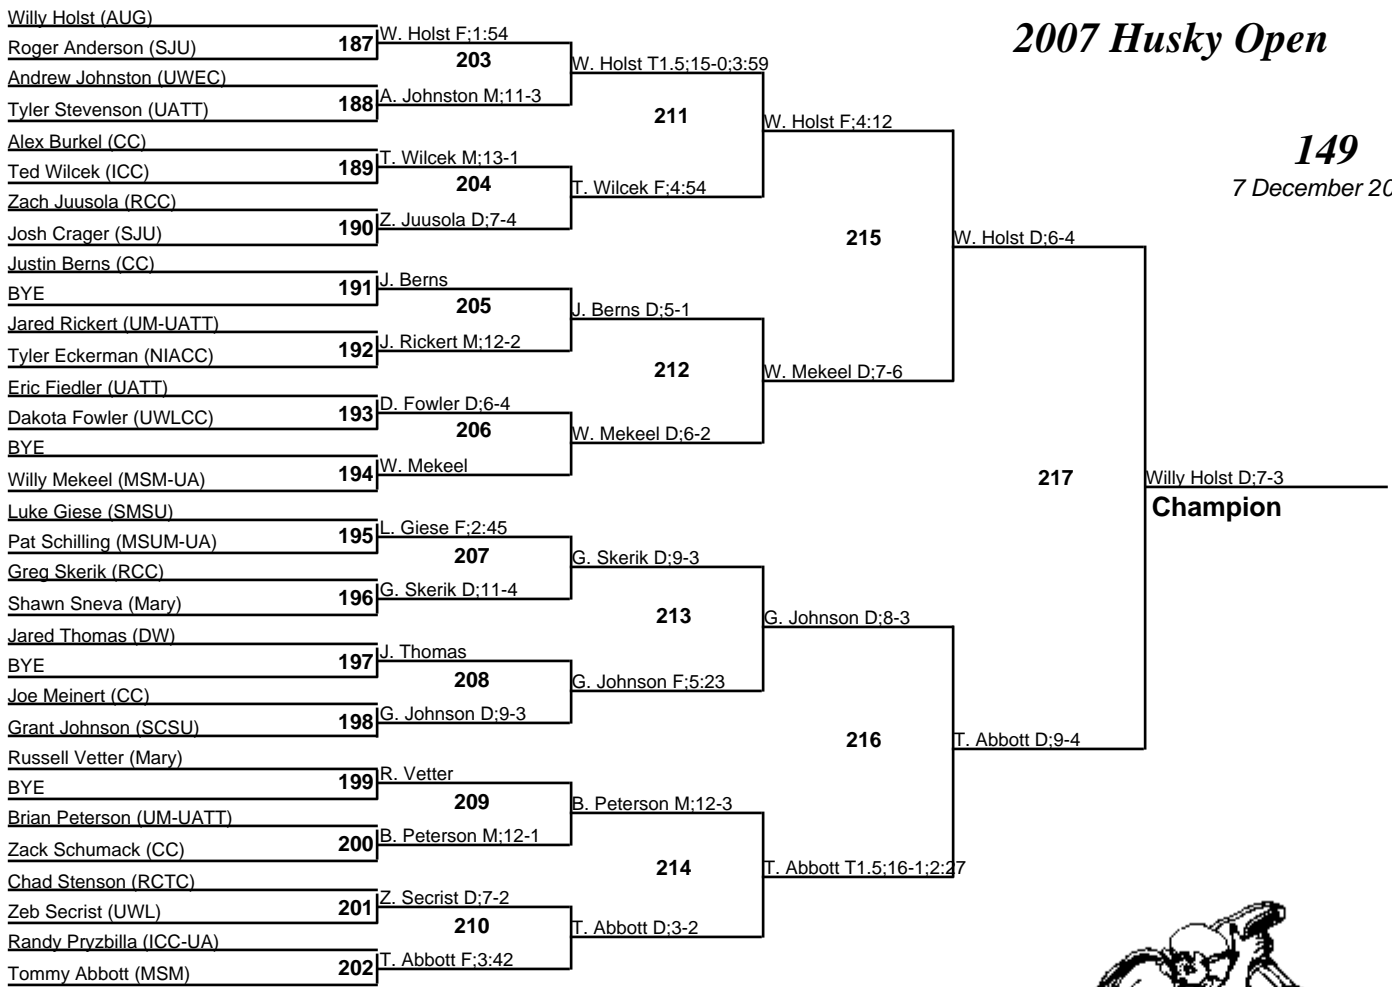 2007 Husky Open
149
7 December 20
Willy Holst (AUG)
Roger Anderson (SJU)
Andrew Johnston (UWEC)
Tyler Stevenson (UATT)
Alex Burkel (CC)
Ted Wilcek (ICC)
Zach Juusola (RCC)
Josh Crager (SJU)
Justin Berns (CC)
BYE
Jared Rickert (UM-UATT)
Tyler Eckerman (NIACC)
Eric Fiedler (UATT)
Dakota Fowler (UWLCC)
BYE
Willy Mekeel (MSM-UA)
Luke Giese (SMSU)
Pat Schilling (MSUM-UA)
Greg Skerik (RCC)
Shawn Sneva (Mary)
Jared Thomas (DW)
BYE
Joe Meinert (CC)
Grant Johnson (SCSU)
Russell Vetter (Mary)
BYE
Brian Peterson (UM-UATT)
Zack Schumack (CC)
Chad Stenson (RCTC)
Zeb Secrist (UWL)
Randy Pryzbilla (ICC-UA)
Tommy Abbott (MSM)
187
188
189
190
191
192
193
194
195
196
197
198
199
200
201
202
W. Holst F;1:54
A. Johnston M;11-3
T. Wilcek M;13-1
Z. Juusola D;7-4
J. Berns
J. Rickert M;12-2
D. Fowler D;6-4
W. Mekeel
L. Giese F;2:45
G. Skerik D;11-4
J. Thomas
G. Johnson D;9-3
R. Vetter
B. Peterson M;12-1
Z. Secrist D;7-2
T. Abbott F;3:42
203
204
205
206
207
208
209
210
W. Holst T1.5;15-0;3:59
T. Wilcek F;4:54
J. Berns D;5-1
W. Mekeel D;6-2
G. Skerik D;9-3
G. Johnson F;5:23
B. Peterson M;12-3
T. Abbott D;3-2
211
212
213
214
W. Holst F;4:12
W. Mekeel D;7-6
G. Johnson D;8-3
T. Abbott T1.5;16-1;2:27
215
216
W. Holst D;6-4
T. Abbott D;9-4
217
Willy Holst D;7-3
Champion